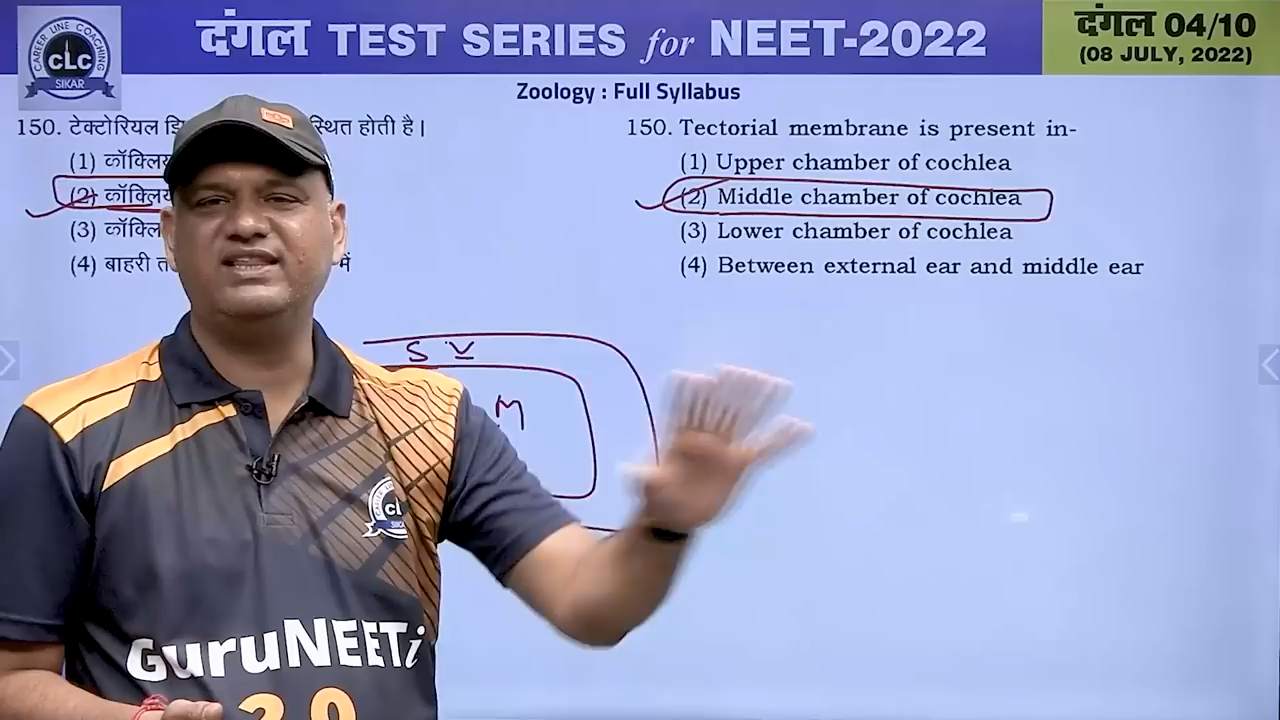 दंगल TEST SERIES for NEET-2022
दंगल 04/10
(08 JULY, 2022)
CAREER LINE COACHING
CLC
SIKAR
Zoology : Full Syllabus
150. टेक्टोरियल
होती है।
(1)
(2)
(3)
(4) बाहरी
में
150. Tectorial membrane is present in-
(1) Upper chamber of cochlea
(2) Middle chamber of cochlea
(3) Lower chamber of cochlea
(4) Between external ear and middle ear
S V
M
GuruNEETi
2.0